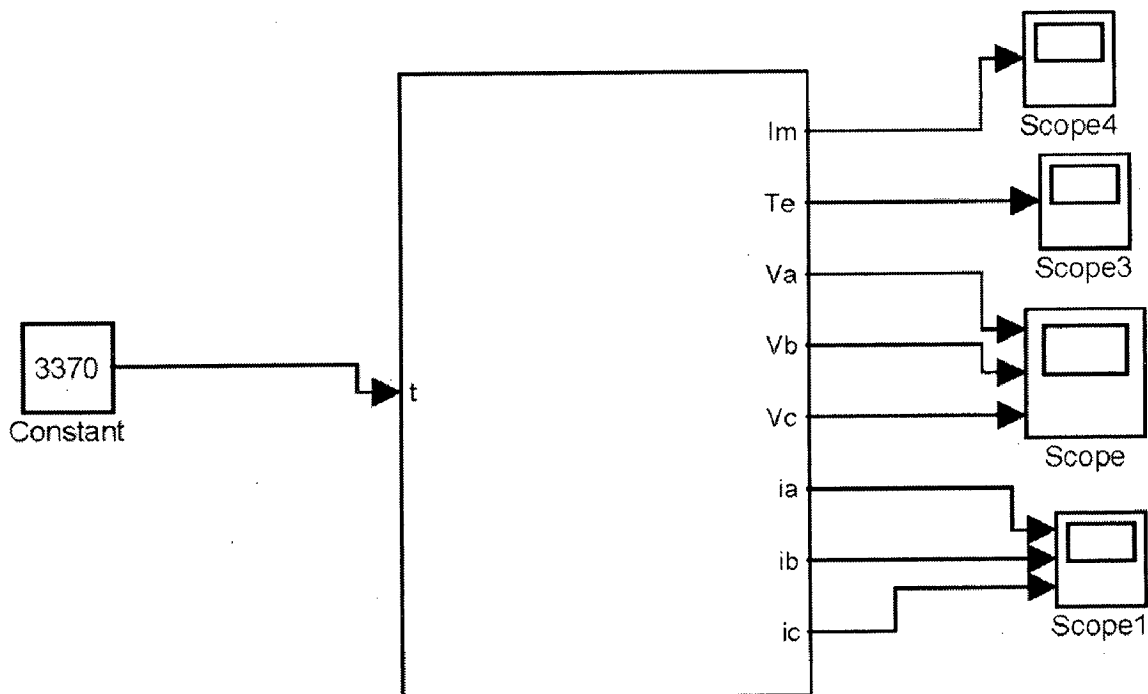 Im
Scope4
Te
Scope3
Va
3370
Vb
t
Constant
Vc
Scope
ia
ib
ic
Scope1